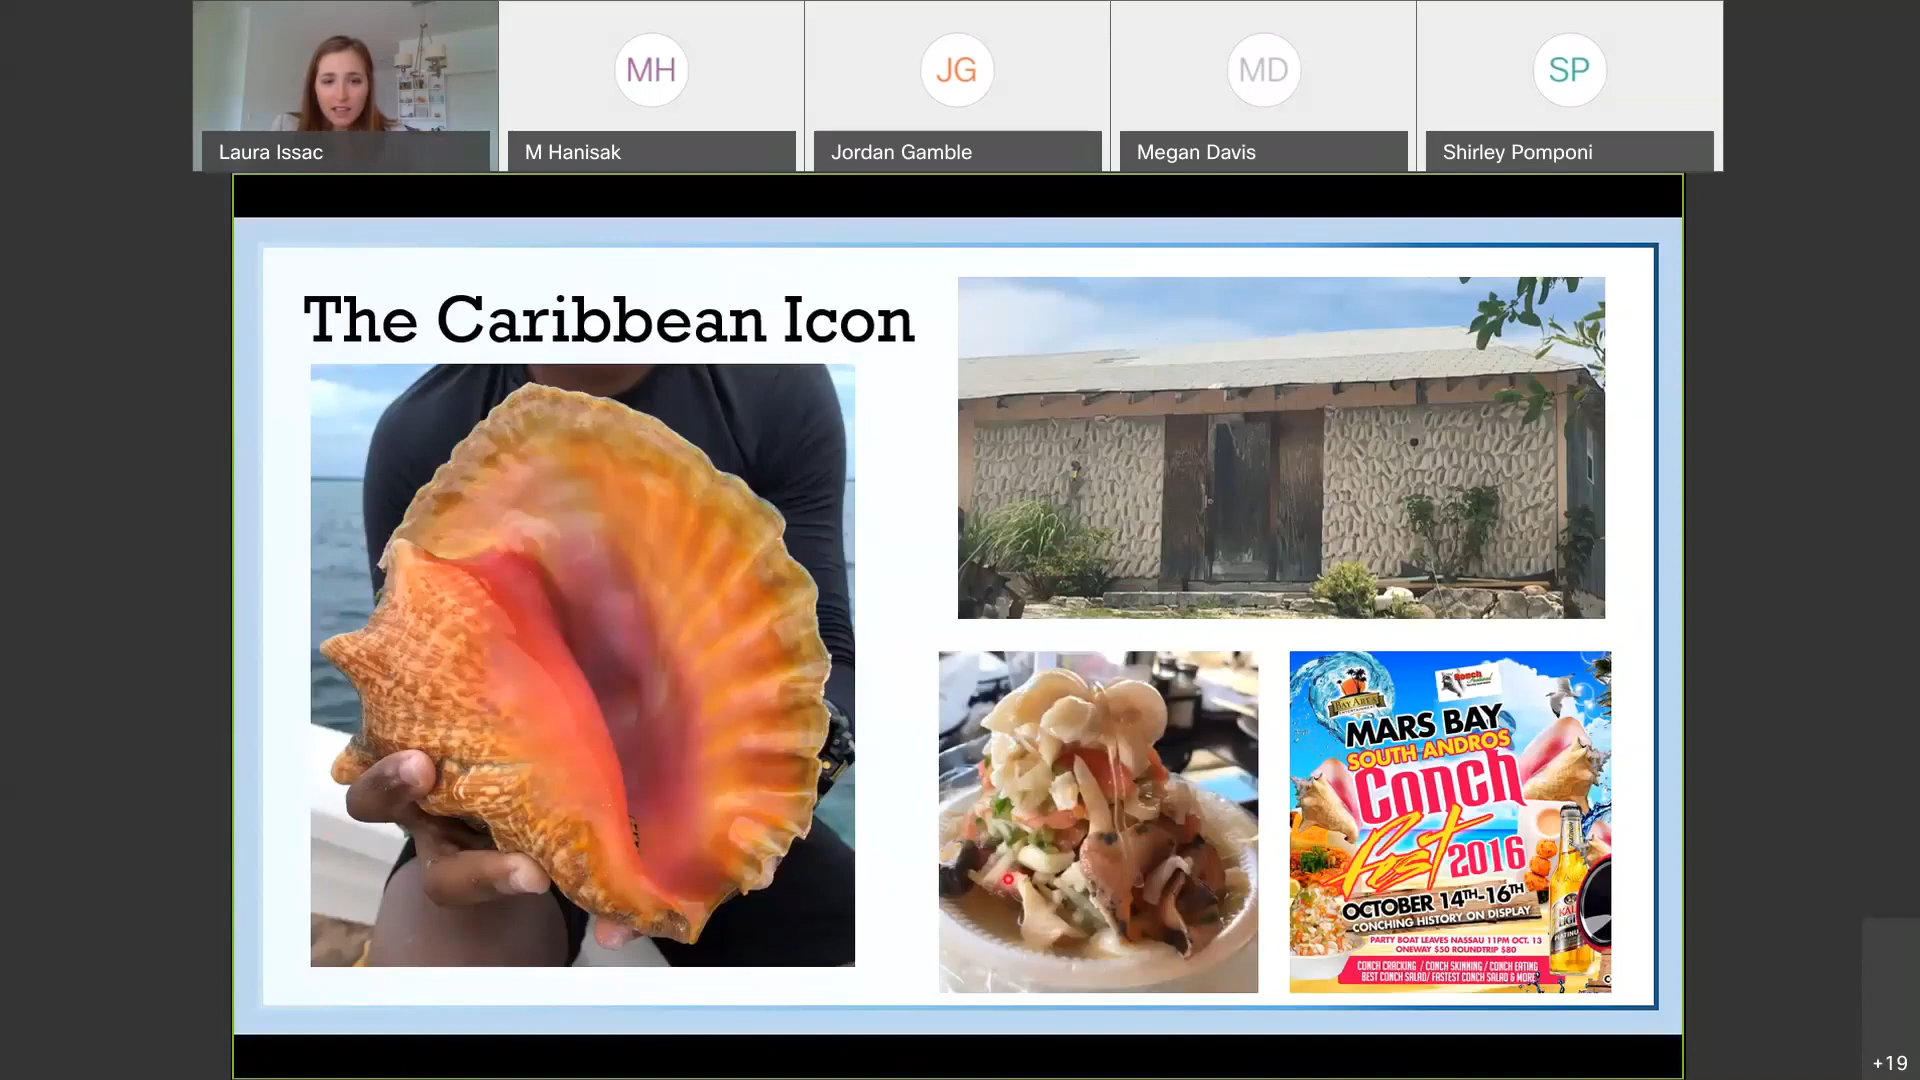 MH
JG
MD
SP
Laura Issac
M Hanisak
Jordan Gamble
Megan Davis
Shirley Pomponi
The Caribbean Icon
BAY AREA
Conch
MARS BAY
SOUTH ANDROS
Conch
Fest 2016
OCTOBER 14TH-16TH
CONCHING HISTORY ON DISPLAY
PARTY BOAT LEAVES NASSAU 11PM OCT. 13
ONEWAY $50 ROUNDTRIP $80
CONCH CRACKING / CONCH SKINNING / CONCH EATING
BEST CONCH SALAD/ FASTEST CONCH SALAD & MORE
+19